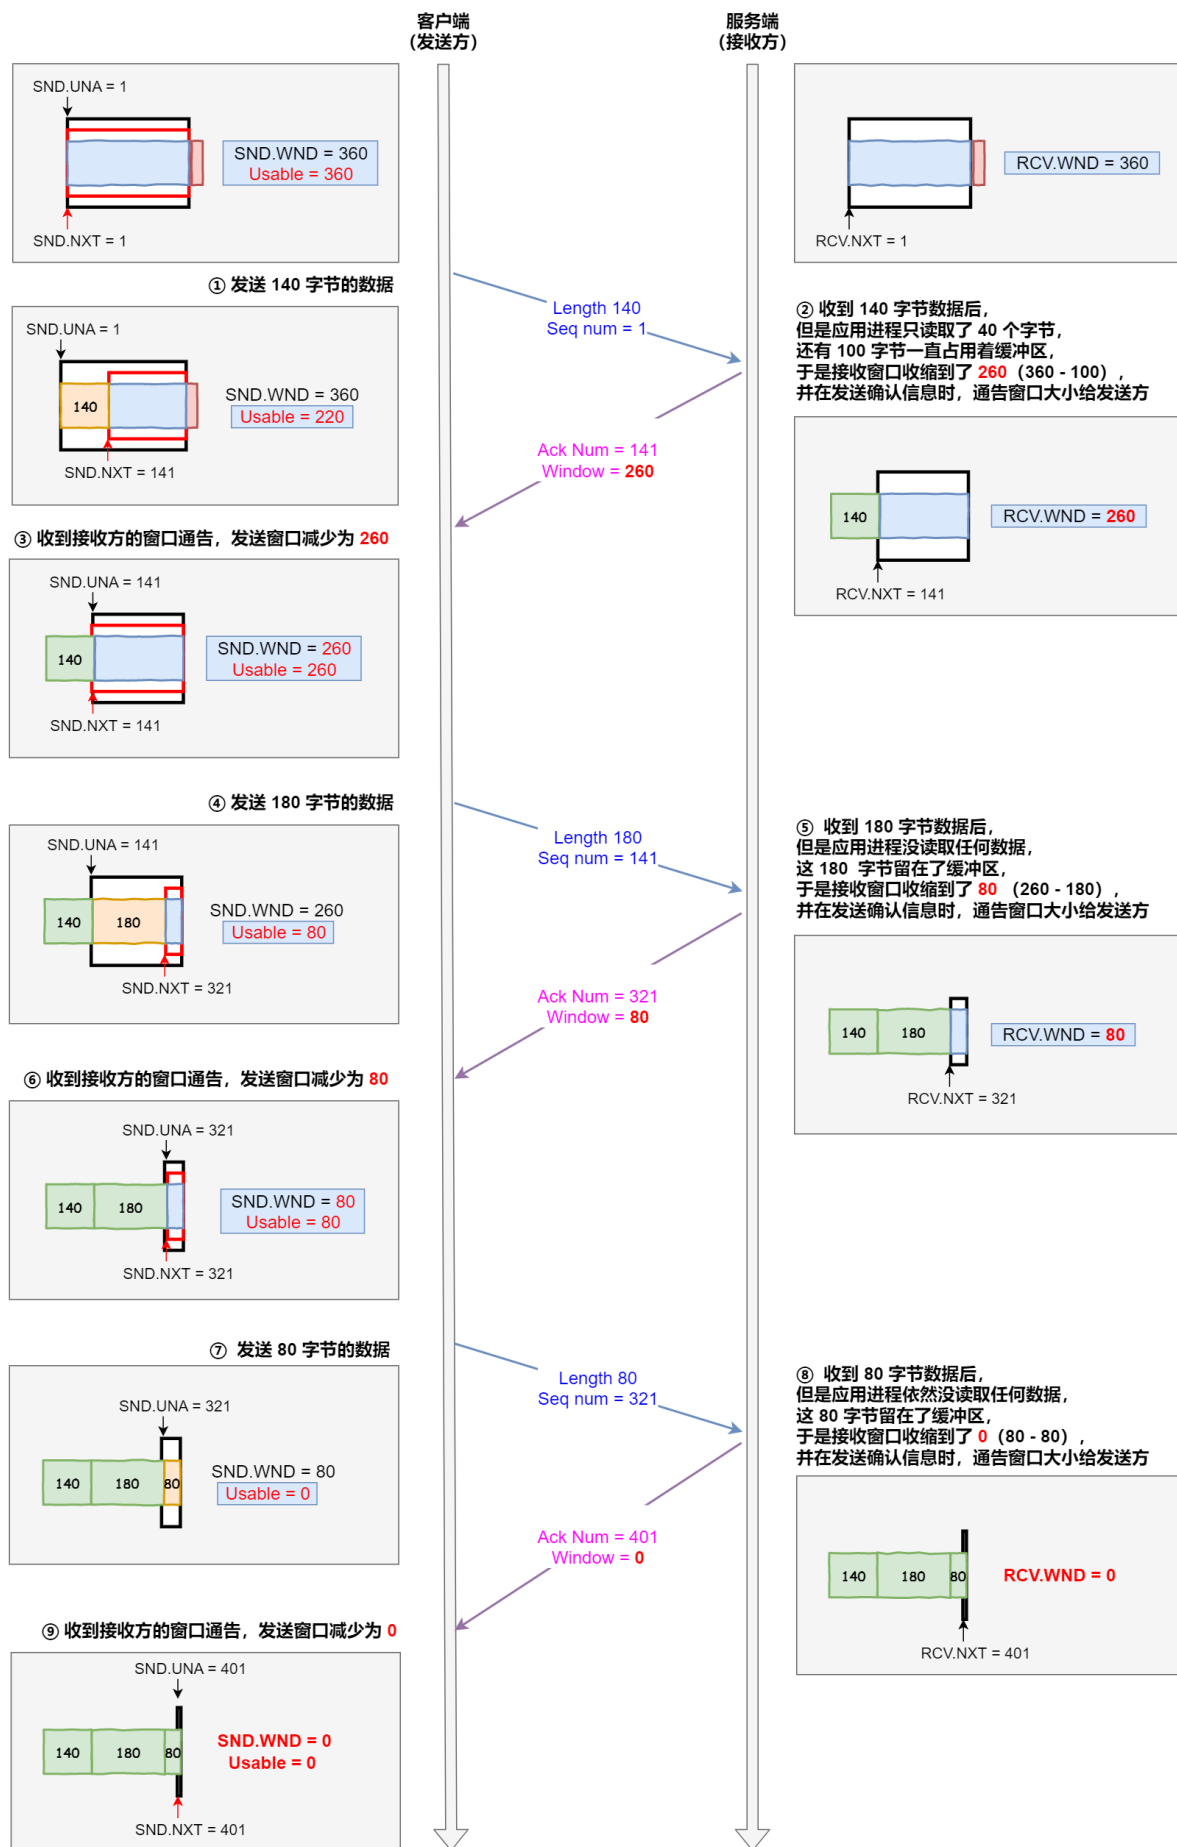 客户端
（发送方）
服务端
（接收方）
SND.UNA = 1
SND.WND = 360
Usable = 360
SND.NXT = 1
RCV.WND = 360
RCV.NXT = 1
① 发送 140 字节的数据
Length 140
Seq num = 1
SND.UNA = 1
140
SND.WND = 360
Usable = 220
SND.NXT = 141
② 收到 140 字节数据后，
但是应用进程只读取了 40 个字节，
还有 100 字节一直占用着缓冲区，
于是接收窗口收缩到了 260（360 - 100），
并在发送确认信息时，通告窗口大小给发送方
Ack Num = 141
Window = 260
140
RCV.WND = 260
RCV.NXT = 141
③ 收到接收方的窗口通告，发送窗口减少为 260
SND.UNA = 141
140
SND.WND = 260
Usable = 260
SND.NXT = 141
④ 发送 180 字节的数据
Length 180
Seq num = 141
SND.UNA = 141
140
180
SND.WND = 260
Usable = 80
SND.NXT = 321
⑤ 收到 180 字节数据后，
但是应用进程没读取任何数据，
这 180 字节留在了缓冲区，
于是接收窗口收缩到了 80 （260 - 180），
并在发送确认信息时，通告窗口大小给发送方
Ack Num = 321
Window = 80
140
180
RCV.WND = 80
RCV.NXT = 321
⑥ 收到接收方的窗口通告，发送窗口减少为 80
SND.UNA = 321
140
180
SND.WND = 80
Usable = 80
SND.NXT = 321
⑦ 发送 80 字节的数据
Length 80
Seq num = 321
SND.UNA = 321
140
180
80
SND.WND = 80
Usable = 0
⑧ 收到 80 字节数据后，
但是应用进程依然没读取任何数据，
这 80 字节留在了缓冲区，
于是接收窗口收缩到了 0（80 - 80），
并在发送确认信息时，通告窗口大小给发送方
Ack Num = 401
Window = 0
140
180
80
RCV.WND = 0
RCV.NXT = 401
⑨ 收到接收方的窗口通告，发送窗口减少为 0
SND.UNA = 401
140
180
80
SND.WND = 0
Usable = 0
SND.NXT = 401